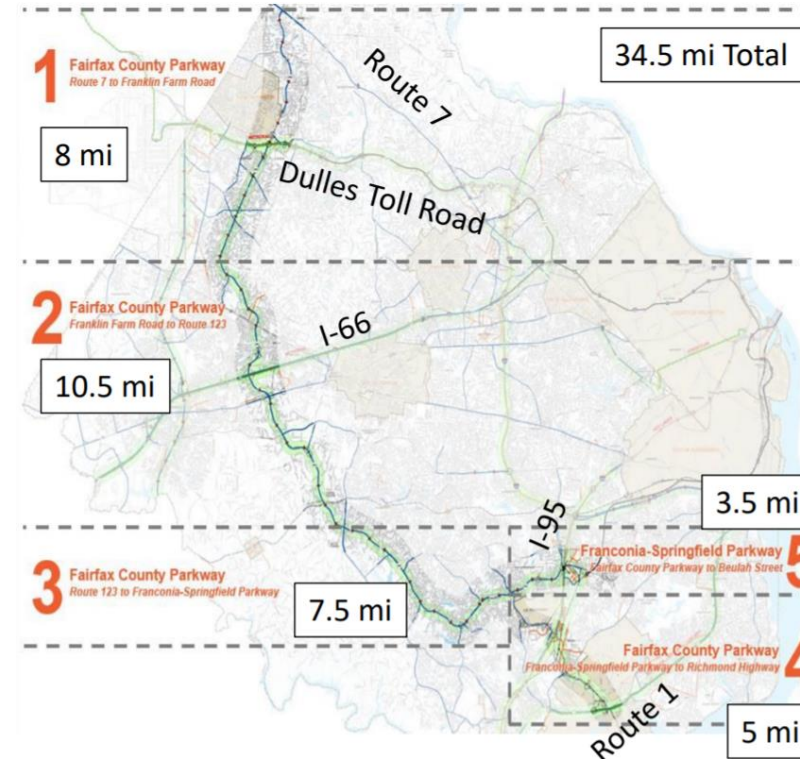 34.5 mi Total
1
Fairfax County Parkway
Route 7 to Franklin Farm Road
8 mi
Route 7
Dulles Toll Road
2
Fairfax County Parkway
Franklin Farm Road to Route 123
10.5 mi
I-66
3.5 mi
I-95
5
Franconia-Springfield Parkway
Fairfax County Parkway to Beulah Street
3
Fairfax County Parkway
Route 123 to Franconia-Springfield Parkway
7.5 mi
4
Fairfax County Parkway
Franconia-Springfield Parkway to Richmond Highway
Route 1
5 mi